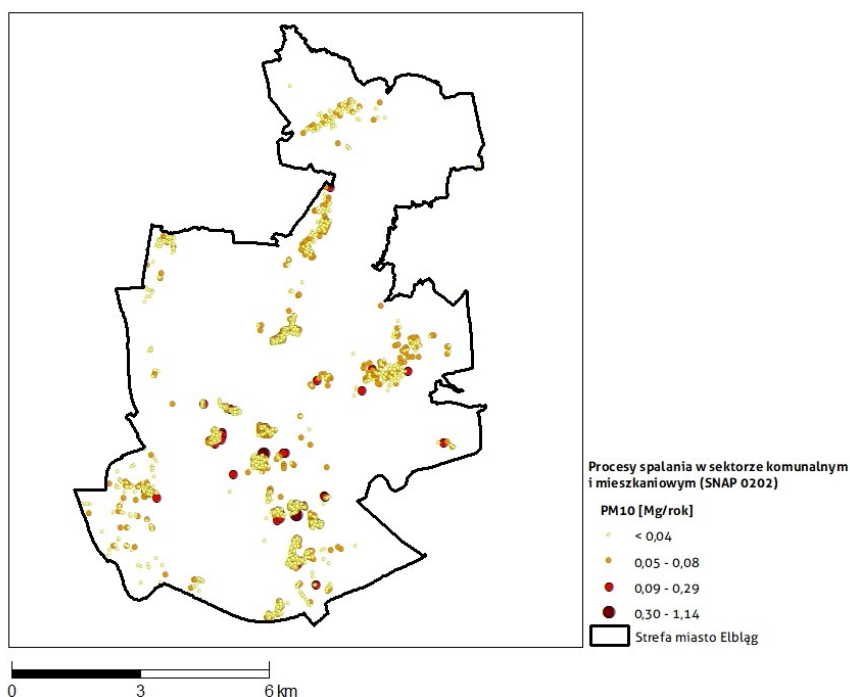 Procesy spalania w sektorze komunalnym
i mieszkaniowym (SNAP 0202)
PM10 [Mg/rok]
< 0,04
0,05 - 0,08
0,09 - 0,29
0,30 - 1,14
Strefa miasto Elbląg
0 3 6 km